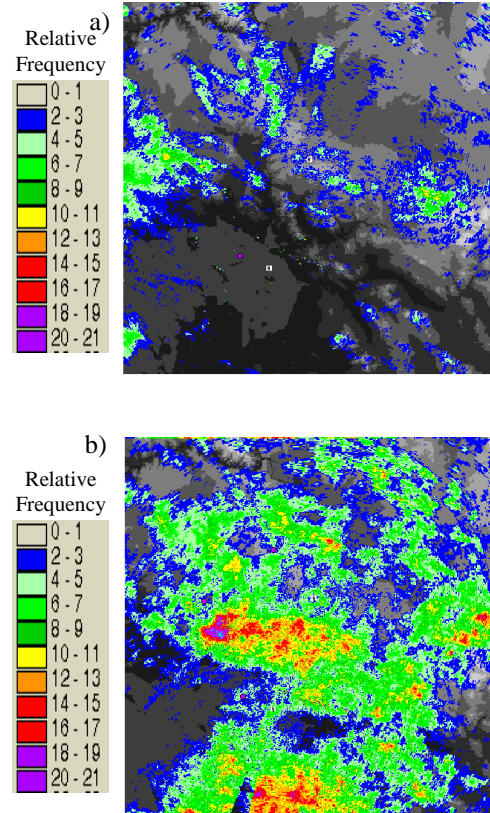 a)
Relative
Frequency
0 - 1
2 - 3
4 - 5
6 - 7
8 - 9
10 - 11
12 - 13
14 - 15
16 - 17
18 - 19
20 - 21
b)
Relative
Frequency
0 - 1
2 - 3
4 - 5
6 - 7
8 - 9
10 - 11
12 - 13
14 - 15
16 - 17
18 - 19
20 - 21